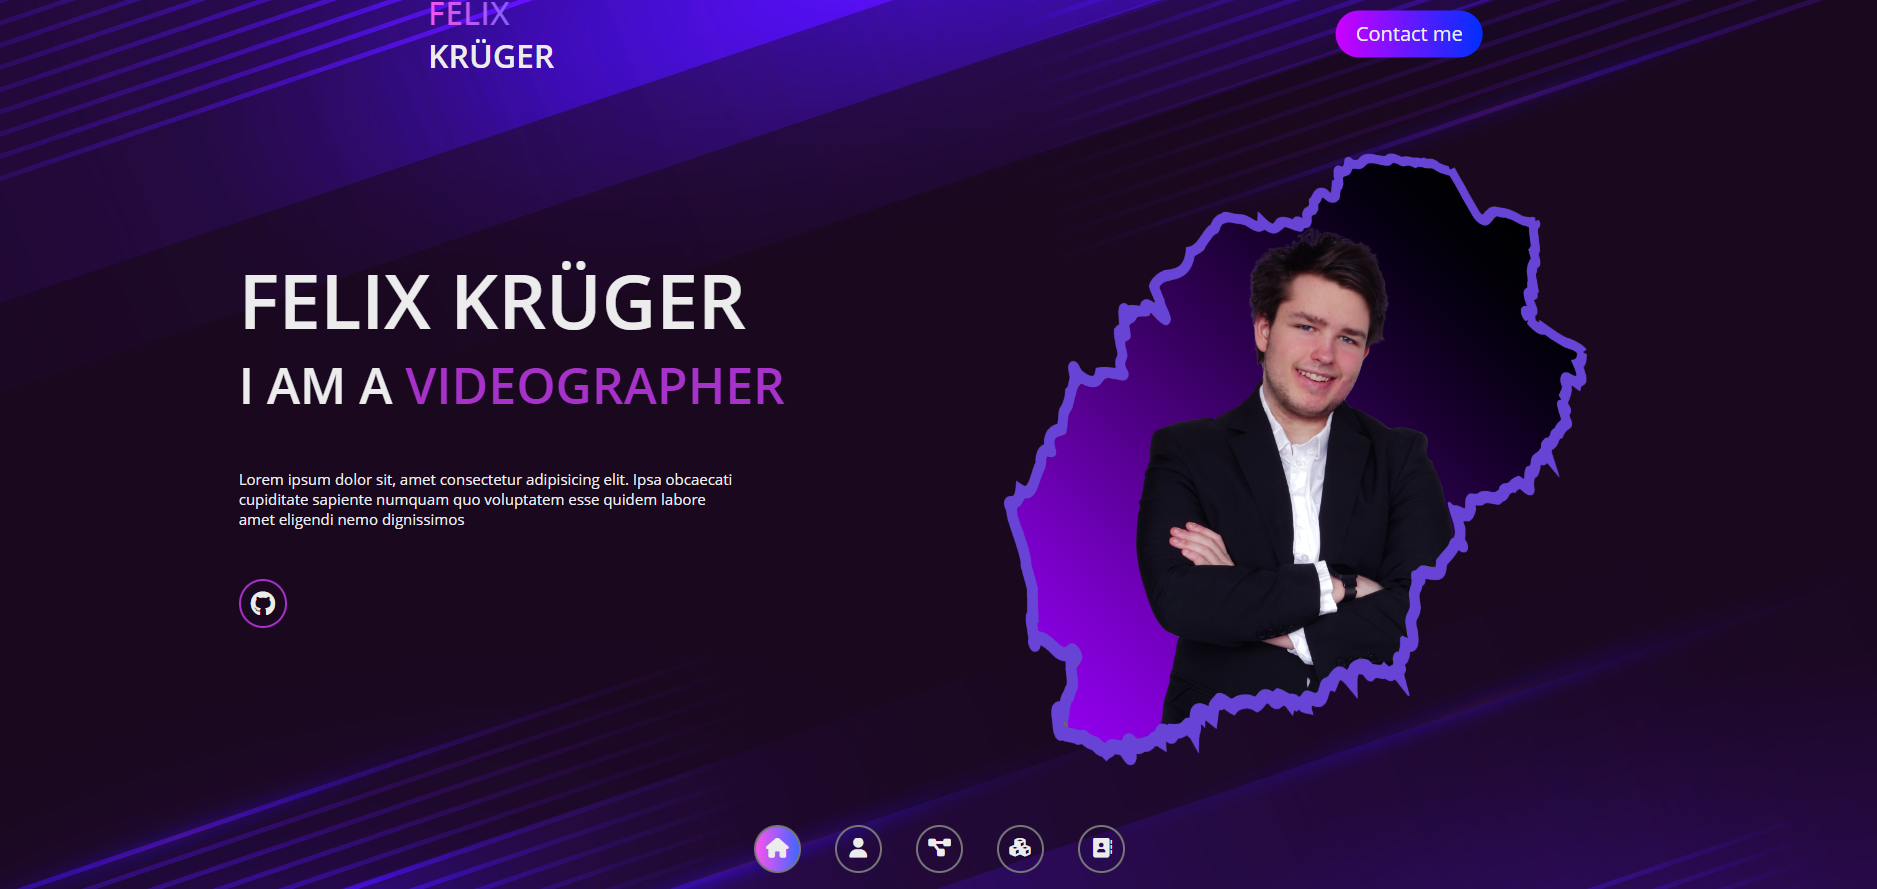 FELIX
KRÜGER
Contact me
FELIX KRÜGER
I AM A VIDEOGRAPHER
Lorem ipsum dolor sit, amet consectetur adipisicing elit. Ipsa obcaecati
cupiditate sapiente numquam quo voluptatem esse quidem labore
amet eligendi nemo dignissimos